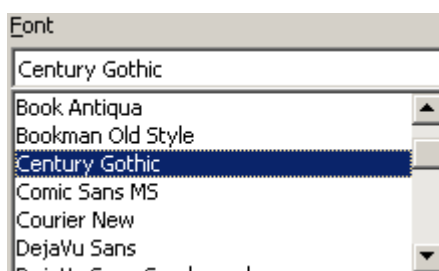 Font
Century Gothic
Book Antiqua
Bookman Old Style
Century Gothic
Comic Sans MS
Courier New
DejaVu Sans